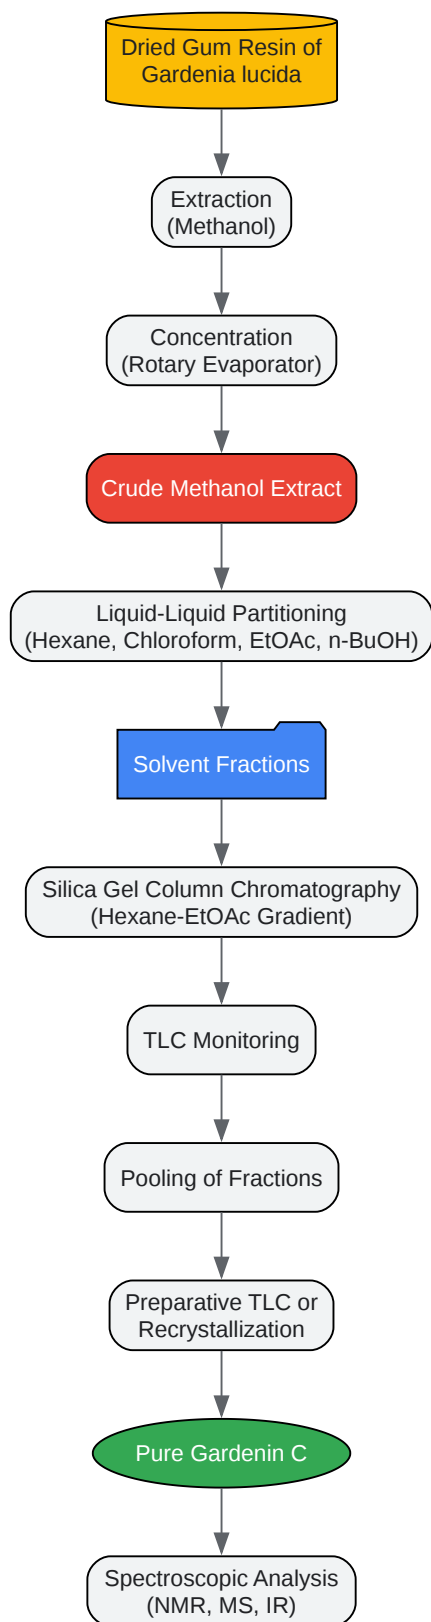 Dried Gum Resin of
Gardenia lucida
Extraction
(Methanol)
Concentration
(Rotary Evaporator)
Crude Methanol Extract
Liquid-Liquid Partitioning
(Hexane, Chloroform, EtOAc, n-BuOH)
Solvent Fractions
Silica Gel Column Chromatography
(Hexane-EtOAc Gradient)
TLC Monitoring
Pooling of Fractions
Preparative TLC or
Recrystallization
Pure Gardenin C
Spectroscopic Analysis
(NMR, MS, IR)